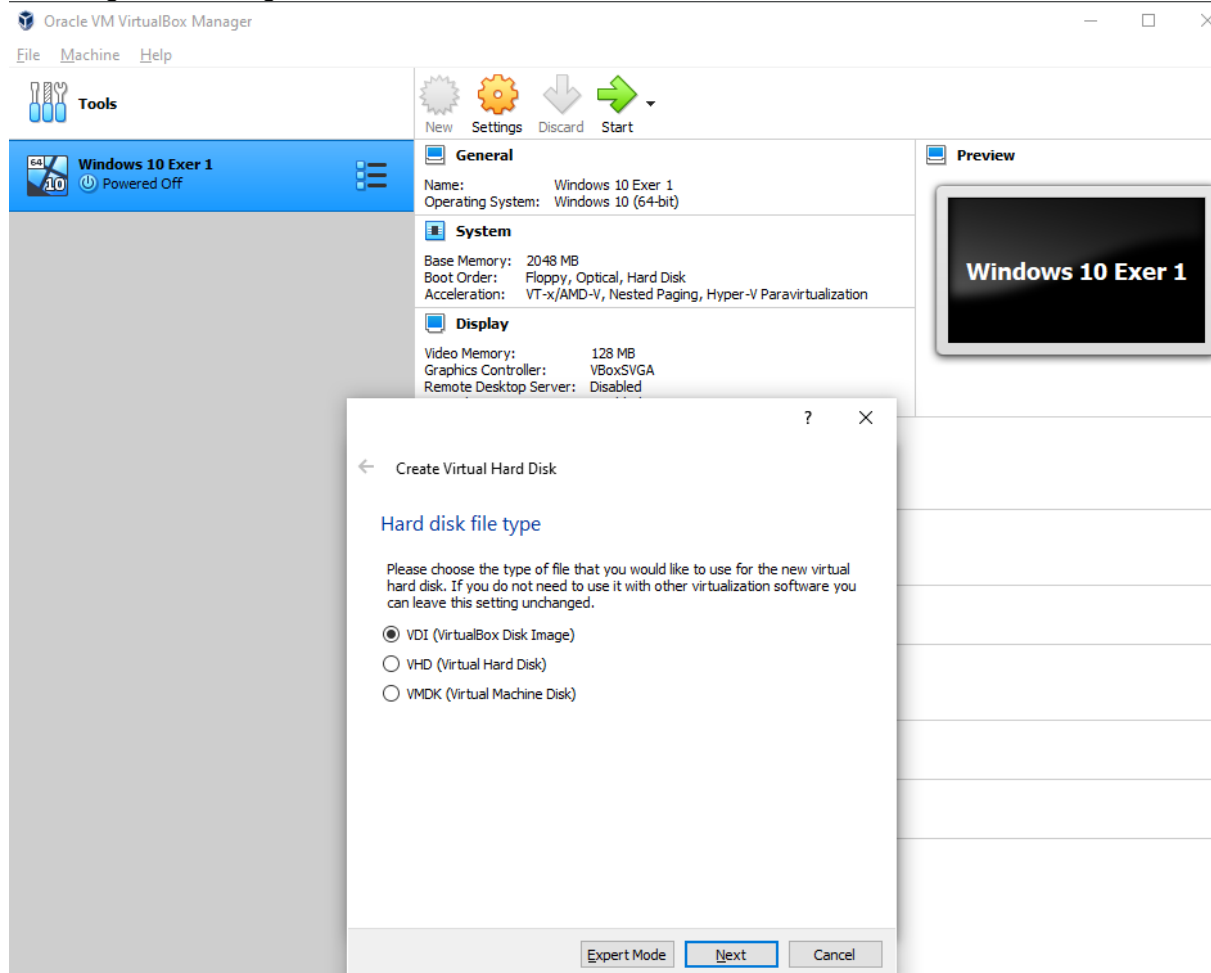 Oracle VM VirtualBox Manager
File Machine Help
Tools
New Settings Discard Start
64
10
Windows 10 Exer 1
Powered Off
General
Name: Windows 10 Exer 1
Operating System: Windows 10 (64-bit)
System
Base Memory: 2048 MB
Boot Order: Floppy, Optical, Hard Disk
Acceleration: VT-x/AMD-V, Nested Paging, Hyper-V Paravirtualization
Display
Video Memory: 128 MB
Graphics Controller: VBoxSVGA
Remote Desktop Server: Disabled
Preview
Windows 10 Exer 1
Create Virtual Hard Disk
Hard disk file type
Please choose the type of file that you would like to use for the new virtual
hard disk. If you do not need to use it with other virtualization software you
can leave this setting unchanged.
VDI (VirtualBox Disk Image)
VHD (Virtual Hard Disk)
VMDK (Virtual Machine Disk)
Expert Mode Next Cancel